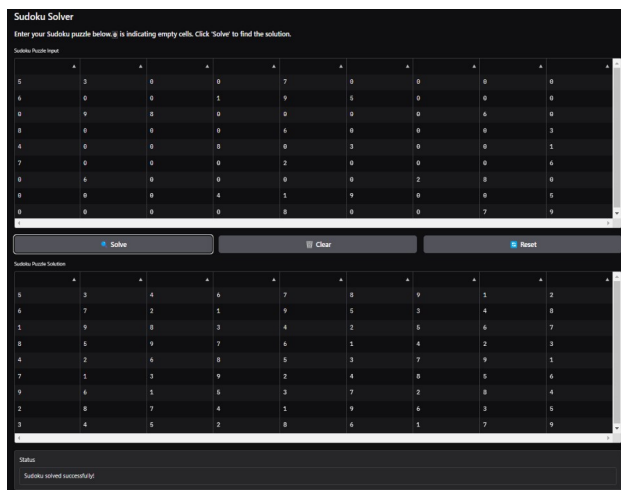 Sudoku Solver
Enter your Sudoku puzzle below.0 is indicating empty cells. Click 'Solve' to find the solution.
Sudoku Puzzle Input
5 3 0 0 7 0 0 0 0
6 0 0 1 9 5 0 0 0
0 9 8 0 0 0 0 6 0
8 0 0 0 6 0 0 0 3
4 0 0 8 0 3 0 0 1
7 0 0 0 2 0 0 0 6
0 6 0 0 0 0 2 8 0
0 0 0 4 1 9 0 0 5
0 0 0 0 8 0 0 7 9
Solve Clear Reset
Sudoku Puzzle Solution
5 3 4 6 7 8 9 1 2
6 7 2 1 9 5 3 4 8
1 9 8 3 4 2 5 6 7
8 5 9 7 6 1 4 2 3
4 2 6 8 5 3 7 9 1
7 1 3 9 2 4 8 5 6
9 6 1 5 3 7 2 8 4
2 8 7 4 1 9 6 3 5
3 4 5 2 8 6 1 7 9
Status
Sudoku solved successfully!